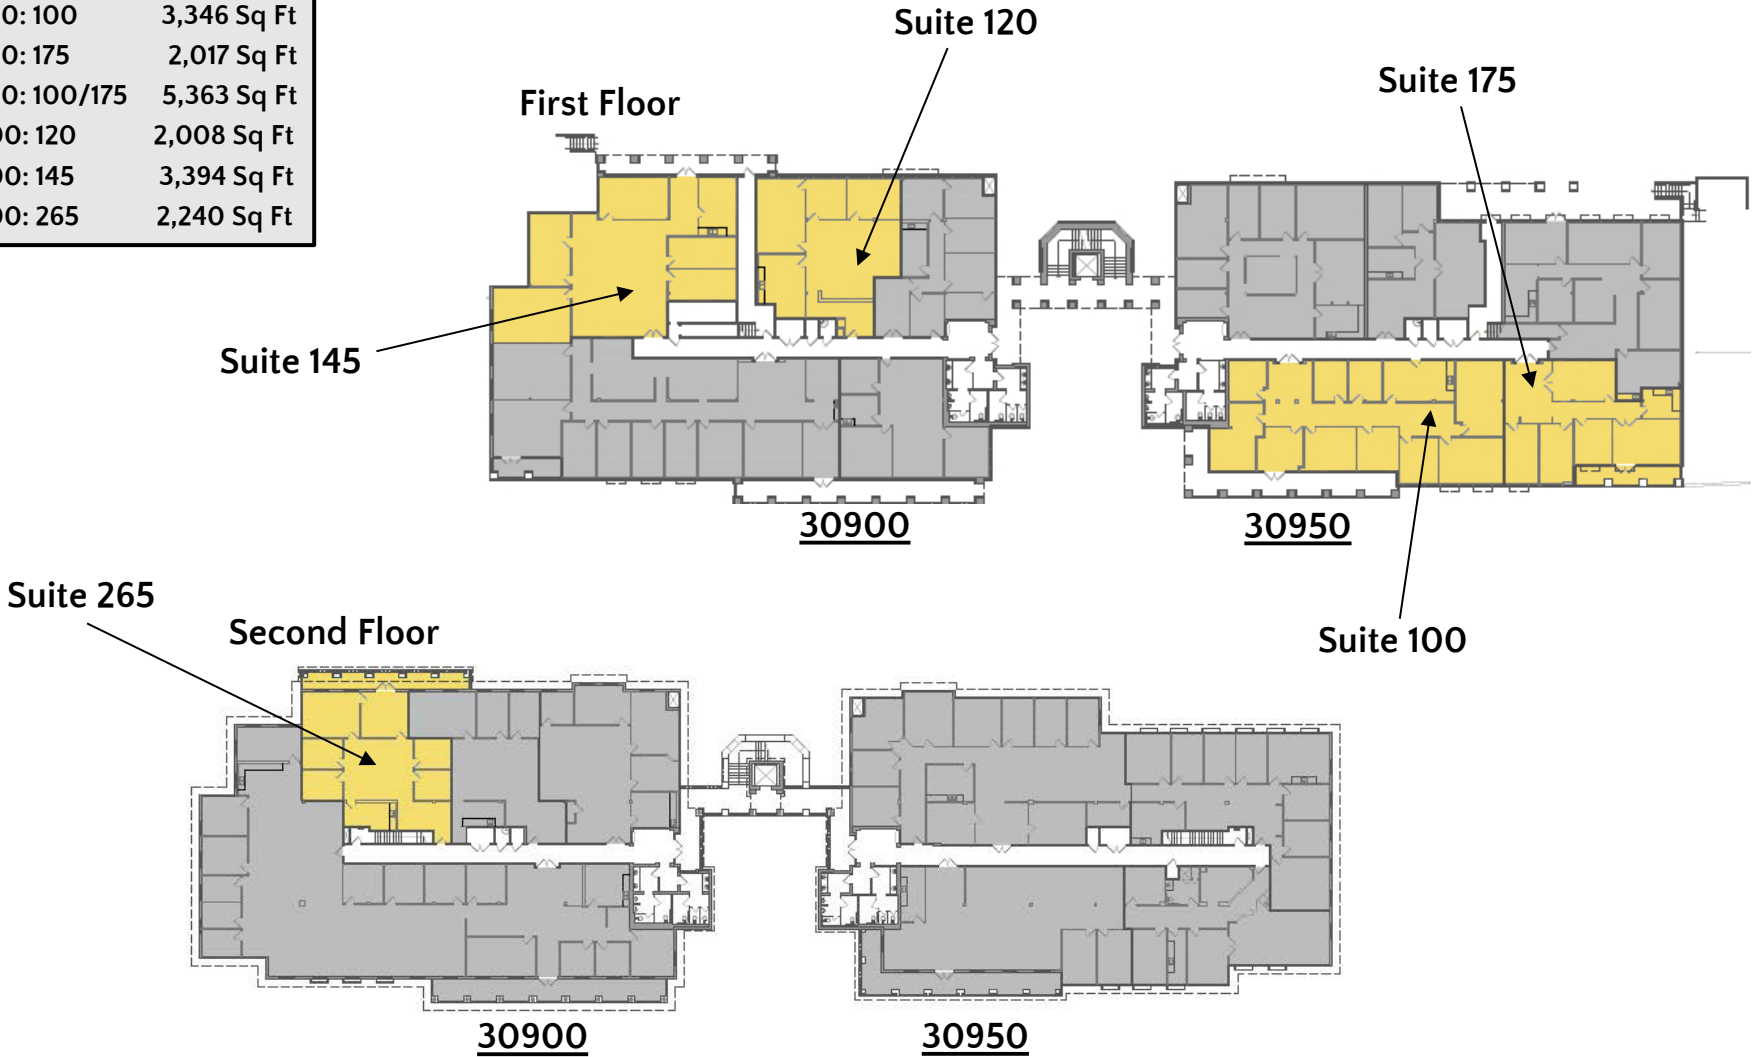 0: 100 3,346 Sq Ft
0: 175 2,017 Sq Ft
0: 100/175 5,363 Sq Ft
00: 120 2,008 Sq Ft
00: 145 3,394 Sq Ft
00: 265 2,240 Sq Ft
Suite 120
Suite 175
First Floor
Suite 145
30900
30950
Suite 100
Suite 265
Second Floor
30900
30950